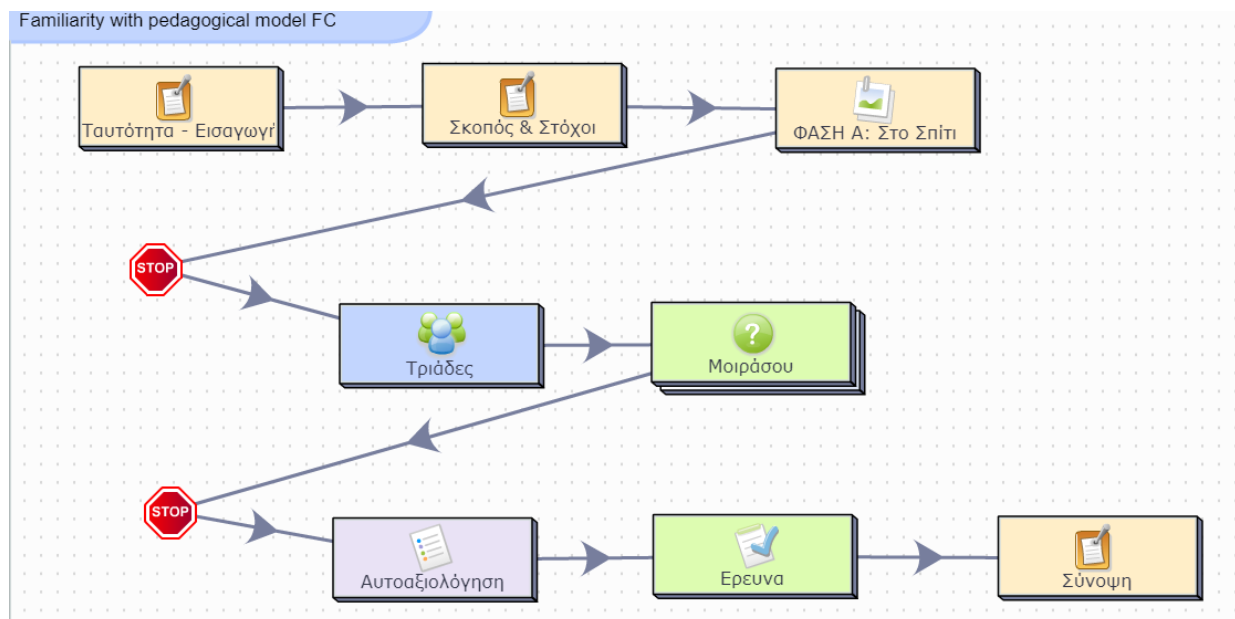 Familiarity with pedagogical model FC
Ταυτότητα - Εισαγωγή
Σκοπός & Στόχοι
ΦΑΣΗ Α: Στο Σπίτι
STOP
Τριάδες
?
Μοιράσου
STOP
Αυτοαξιολόγηση
Ερευνα
Σύνοψη